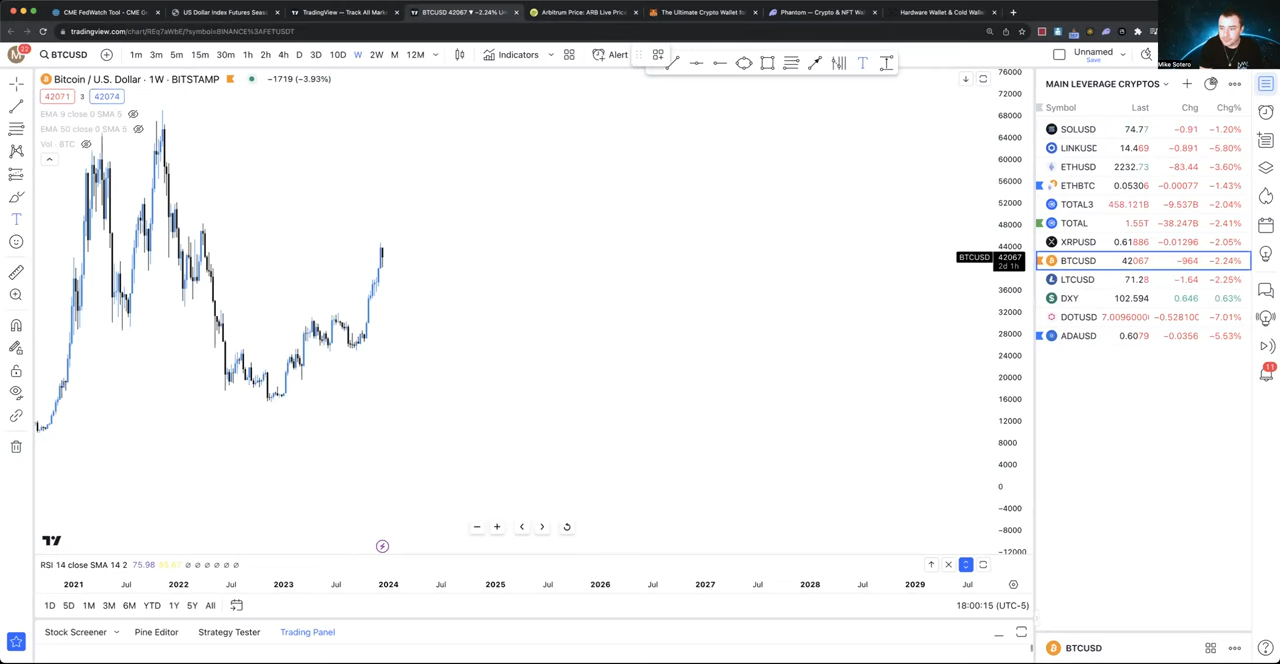 CME FedWatch Tool - CME G
US Dollar Index Futures Seas
TradingView — Track All Marke
BTCUSD 42067 ▼ −2.24% U
Arbitrum Price: ARB Live Pric
The Ultimate Crypto Wallet fo
Phantom — Crypto & NFT W
Hardware Wallet & Cold Walle
tradingview.com/chart/REq7aWbE/?symbol=BINANCE%3AFETUSDT
Mike Sotero
M
22
BTCUSD
1m 3m 5m 15m 30m 1h 2h 4h D 3D 10D W 2W M 12M
Indicators
Alert
Unnamed
Save
Bitcoin / U.S. Dollar · 1W · BITSTAMP
−1719 (−3.93%)
42071
3
42074
EMA 9 close 0 SMA 5
EMA 50 close 0 SMA 5
Vol · BTC
76000
72000
68000
64000
60000
56000
52000
48000
44000
BTCUSD
42067
2d 1h
36000
32000
28000
24000
20000
16000
12000
8000
4000
0
−4000
−8000
−12000
MAIN LEVERAGE CRYPTOS
Symbol Last Chg Chg%
SOLUSD 74.77 −0.91 −1.20%
LINKUSD 14.469 −0.891 −5.80%
ETHUSD 2232.73 −83.44 −3.60%
ETHBTC 0.05306 −0.00077 −1.43%
TOTAL3 458.121B −9.537B −2.04%
TOTAL 1.55T −38.247B −2.41%
XRPUSD 0.61886 −0.01296 −2.05%
BTCUSD 42067 −964 −2.24%
LTCUSD 71.28 −1.64 −2.25%
DXY 102.594 0.646 0.63%
DOTUSD 7.00960000 −0.52810C −7.01%
ADAUSD 0.6079 −0.0356 −5.53%
11
RSI 14 close SMA 14 2 75.98
2021 Jul 2022 Jul 2023 Jul 2024 Jul 2025 Jul 2026 Jul 2027 Jul 2028 Jul 2029 Jul
1D 5D 1M 3M 6M YTD 1Y 5Y All
18:00:15 (UTC-5)
Stock Screener
Pine Editor
Strategy Tester
Trading Panel
BTCUSD